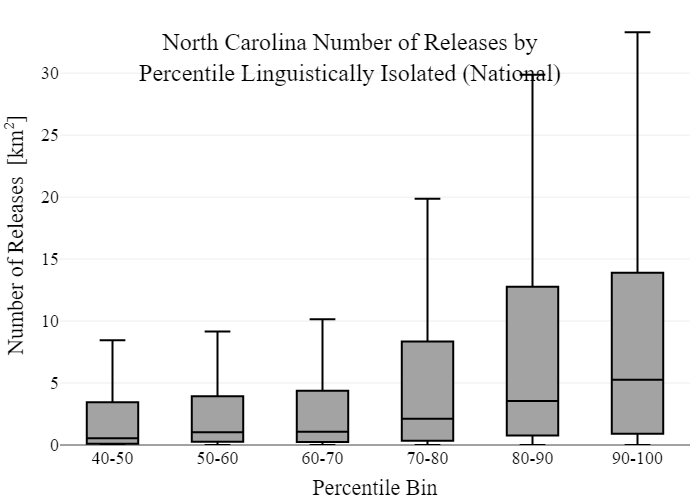 North Carolina Number of Releases by
Percentile Linguistically Isolated (National)
Number of Releases [km²]
30
25
20
15
10
5
0
40-50 50-60 60-70 70-80 80-90 90-100
Percentile Bin